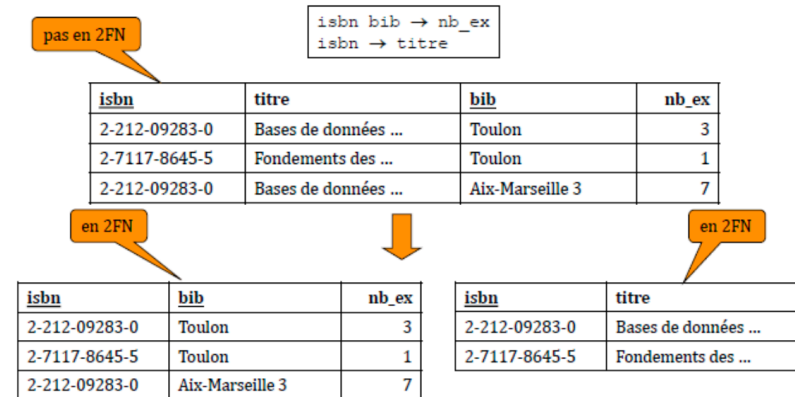 isbn bib → nb_ex
isbn → titre
pas en 2FN
isbn titre bib nb_ex
2-212-09283-0 Bases de données ... Toulon 3
2-7117-8645-5 Fondements des ... Toulon 1
2-212-09283-0 Bases de données ... Aix-Marseille 3 7
en 2FN
en 2FN
isbn bib nb_ex
2-212-09283-0 Toulon 3
2-7117-8645-5 Toulon 1
2-212-09283-0 Aix-Marseille 3 7
isbn titre
2-212-09283-0 Bases de données ...
2-7117-8645-5 Fondements des ...